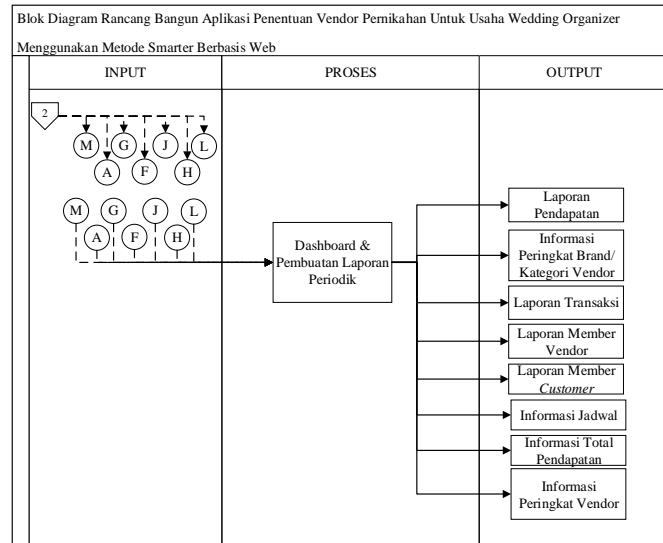 Blok Diagram Rancang Bangun Aplikasi Penentuan Vendor Pernikahan Untuk Usaha Wedding Organizer
Menggunakan Metode Smarter Berbasis Web
INPUT
PROSES
OUTPUT
2
M
G
J
L
A
F
H
M
G
J
L
A
F
H
Dashboard &
Pembuatan Laporan
Periodik
Laporan
Pendapatan
Informasi
Peringkat Brand/
Kategori Vendor
Laporan Transaksi
Laporan Member
Vendor
Laporan Member
Customer
Informasi Jadwal
Informasi Total
Pendapatan
Informasi
Peringkat Vendor